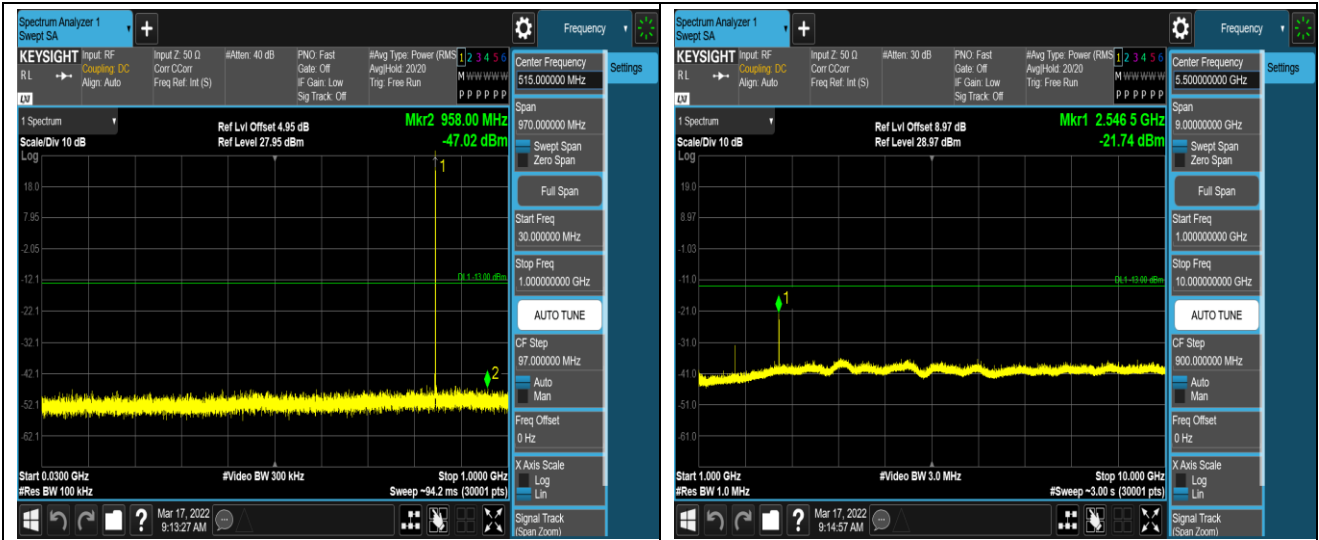 Spectrum Analyzer 1
Swept SA
Frequency
KEYSIGHT
Input: RF
Input Z: 50 Ω
#Atten: 40 dB
PNO: Fast
#Avg Type: Power (RMS
1 2 3 4 5 6
RL
Coupling: DC
Corr CCorr
Gate: Off
Avg|Hold: 20/20
M W W W W W
Align: Auto
Freq Ref: Int (S)
IF Gain: Low
Trig: Free Run
Sig Track: Off
P P P P P P
LXI
1 Spectrum
Ref Lvl Offset 4.95 dB
Mkr2 958.00 MHz
Scale/Div 10 dB
Ref Level 27.95 dBm
-47.02 dBm
Log
1
18.0
7.95
-2.05
DL1 -13.00 dBm
-12.1
-22.1
-32.1
-42.1
2
-52.1
-62.1
Start 0.0300 GHz
#Video BW 300 kHz
Stop 1.0000 GHz
#Res BW 100 kHz
Sweep ~94.2 ms (30001 pts)
Mar 17, 2022
9:13:27 AM
Center Frequency
515.000000 MHz
Settings
Span
970.000000 MHz
Swept Span
Zero Span
Full Span
Start Freq
30.000000 MHz
Stop Freq
1.000000000 GHz
AUTO TUNE
CF Step
97.000000 MHz
Auto
Man
Freq Offset
0 Hz
X Axis Scale
Log
Lin
Signal Track
(Span Zoom)
Spectrum Analyzer 1
Swept SA
Frequency
KEYSIGHT
Input: RF
Input Z: 50 Ω
#Atten: 30 dB
PNO: Fast
#Avg Type: Power (RMS
1 2 3 4 5 6
RL
Coupling: DC
Corr CCorr
Gate: Off
Avg|Hold: 20/20
M W W W W W
Align: Auto
Freq Ref: Int (S)
IF Gain: Low
Trig: Free Run
Sig Track: Off
P P P P P P
LXI
1 Spectrum
Ref Lvl Offset 8.97 dB
Mkr1 2.546 5 GHz
Scale/Div 10 dB
Ref Level 28.97 dBm
-21.74 dBm
Log
19.0
8.97
-1.03
-11.0
DL1 -13.00 dBm
1
-21.0
-31.0
-41.0
-51.0
-61.0
Start 1.000 GHz
#Video BW 3.0 MHz
Stop 10.000 GHz
#Res BW 1.0 MHz
#Sweep ~3.00 s (30001 pts)
Mar 17, 2022
9:14:57 AM
Center Frequency
5.500000000 GHz
Settings
Span
9.00000000 GHz
Swept Span
Zero Span
Full Span
Start Freq
1.000000000 GHz
Stop Freq
10.000000000 GHz
AUTO TUNE
CF Step
900.000000 MHz
Auto
Man
Freq Offset
0 Hz
X Axis Scale
Log
Lin
Signal Track
(Span Zoom)